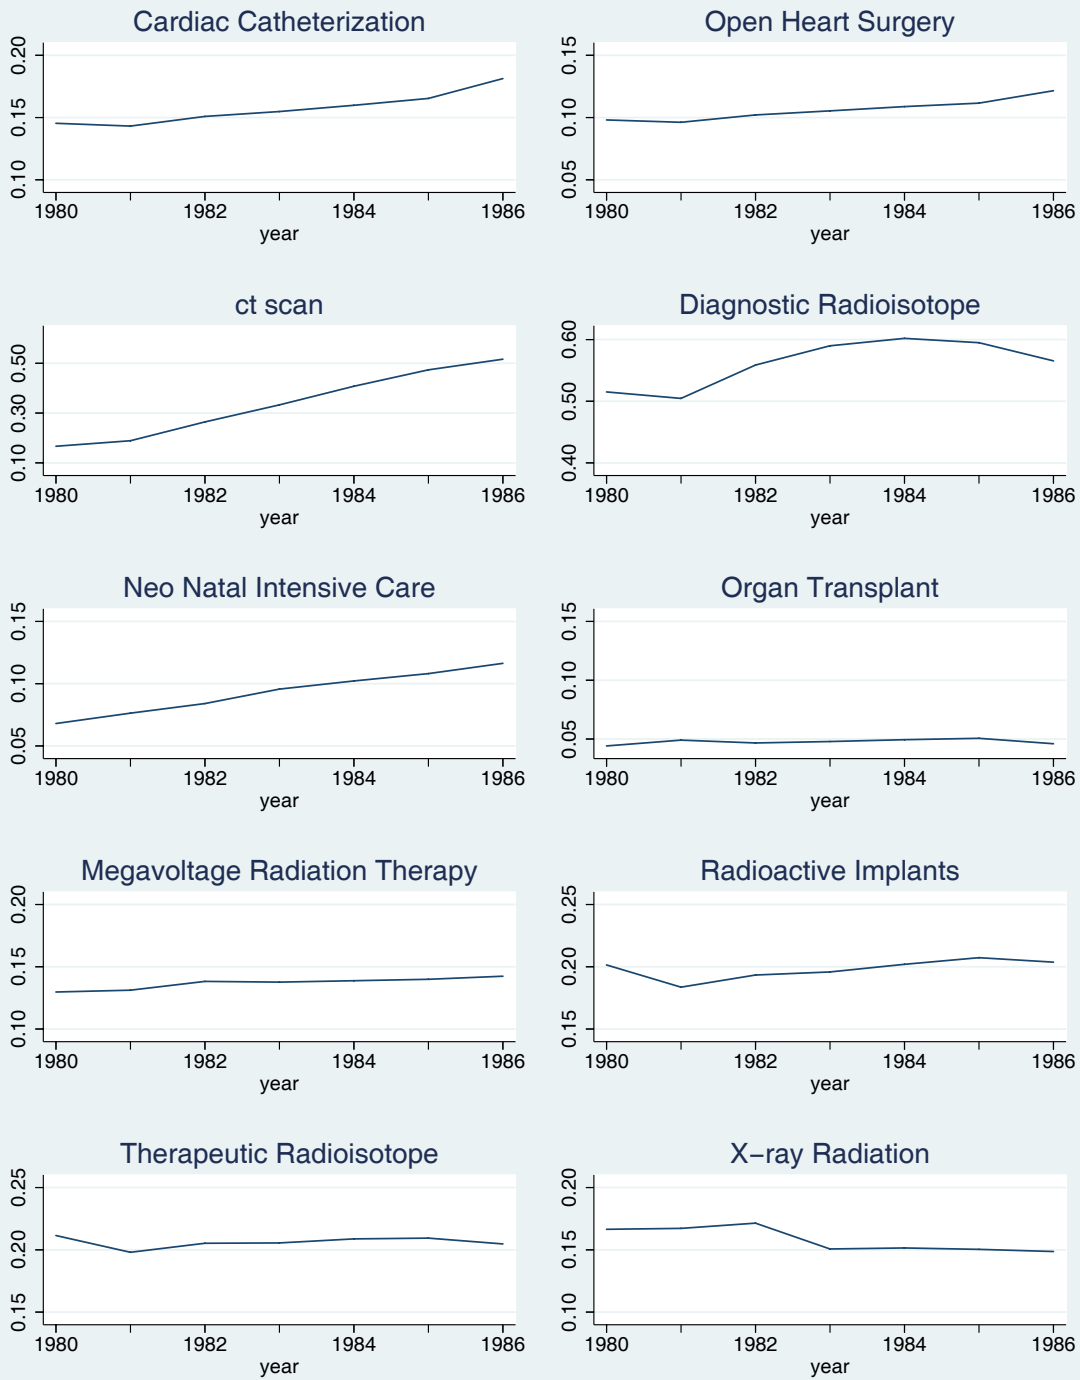 Cardiac Catheterization
0.20
0.15
0.10
1980 1982 1984 1986
year
Open Heart Surgery
0.15
0.10
0.05
1980 1982 1984 1986
year
ct scan
0.50
0.30
0.10
1980 1982 1984 1986
year
Diagnostic Radioisotope
0.60
0.50
0.40
1980 1982 1984 1986
year
Neo Natal Intensive Care
0.15
0.10
0.05
1980 1982 1984 1986
year
Organ Transplant
0.15
0.10
0.05
1980 1982 1984 1986
year
Megavoltage Radiation Therapy
0.20
0.15
0.10
1980 1982 1984 1986
year
Radioactive Implants
0.25
0.20
0.15
1980 1982 1984 1986
year
Therapeutic Radioisotope
0.25
0.20
0.15
1980 1982 1984 1986
year
X−ray Radiation
0.20
0.15
0.10
1980 1982 1984 1986
year